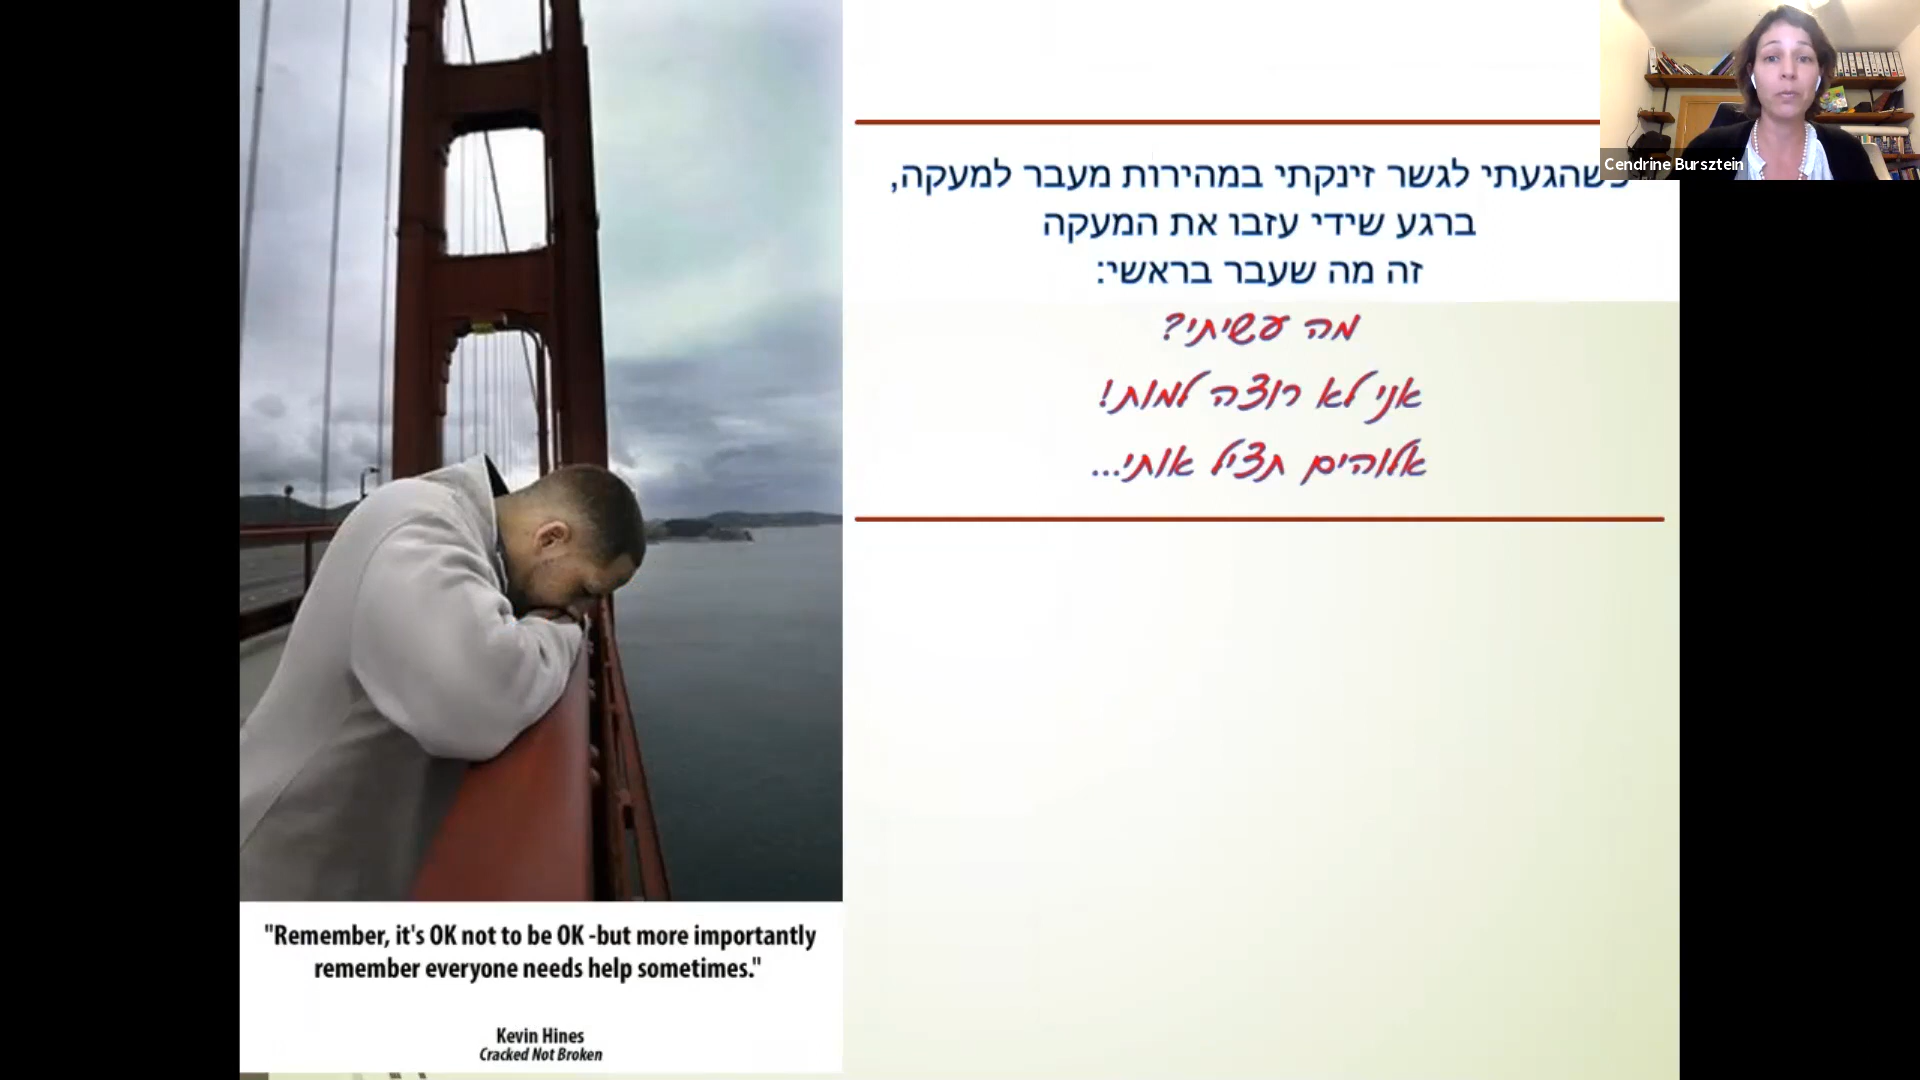 כשהגעתי לגשר זינקתי במהירות מעבר למעקה,
ברגע שידי עזבו את המעקה
זה מה שעבר בראשי:
מה עשיתי?
אני לא רוצה למות!
אלוהים תציל אותי...
"Remember, it's OK not to be OK -but more importantly
remember everyone needs help sometimes."
Kevin Hines
Cracked Not Broken
Cendrine Bursztein